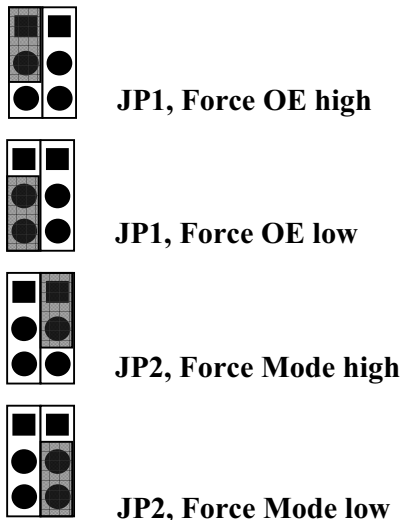 JP1, Force OE high
JP1, Force OE low
JP2, Force Mode high
JP2, Force Mode low